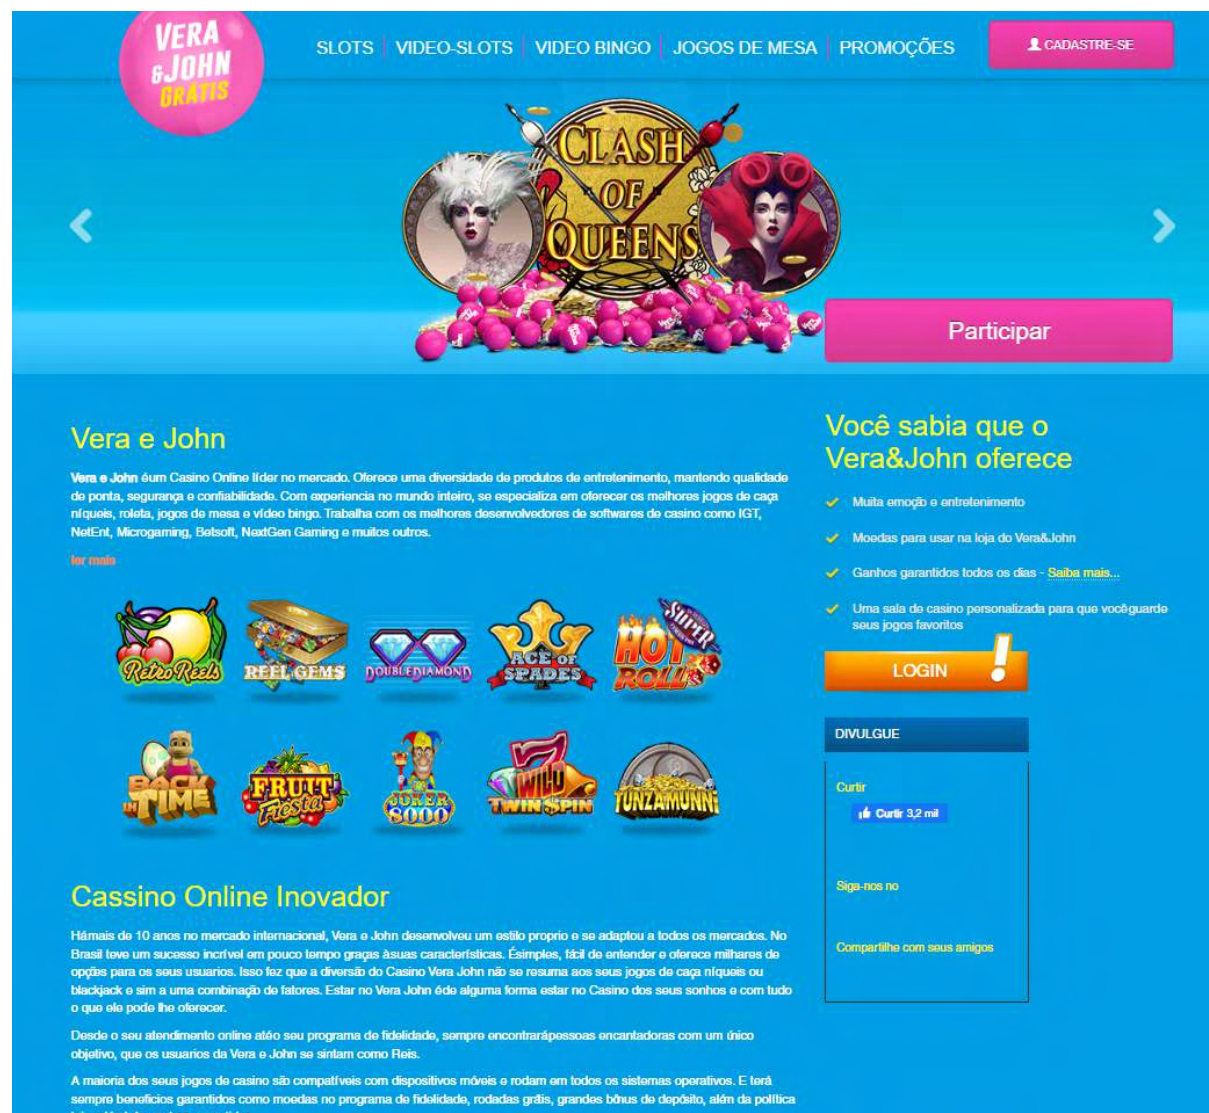 VERA
&JOHN
GRÁTIS
SLOTS
VIDEO-SLOTS
VIDEO BINGO
JOGOS DE MESA
PROMOÇÕES
CADASTRE-SE
CLASH
OF
QUEENS
Participar
Vera e John
Vera e John éum Casino Online líder no mercado. Oferece uma diversidade de produtos de entretenimento, mantendo qualidade
de ponta, segurança e confiabilidade. Com experiencia no mundo inteiro, se especializa em oferecer os melhores jogos de caça
níqueis, roleta, jogos de mesa e vídeo bingo. Trabalha com os melhores desenvolvedores de softwares de casino como IGT,
NetEnt, Microgaming, Betsoft, NextGen Gaming e muitos outros.
ler mais
Retro Reels
REEL GEMS
DOUBLE DIAMOND
ACE OF
SPADES
SUPER
HOT
ROLL
BACK
IN TIME
FRUIT
Fiesta
JOKER
8000
7
WILD
TWIN SPIN
TUNZAMUNNI
Cassino Online Inovador
Hámais de 10 anos no mercado internacional, Vera e John desenvolveu um estilo proprio e se adaptou a todos os mercados. No
Brasil teve um sucesso incrível em pouco tempo graças àsuas características. Ésimples, fácil de entender e oferece milhares de
opções para os seus usuarios. Isso fez que a diversão do Casino Vera John não se resuma aos seus jogos de caça níqueis ou
blackjack e sim a uma combinação de fatores. Estar no Vera John éde alguma forma estar no Casino dos seus sonhos e com tudo
o que ele pode lhe oferecer.
Desde o seu atendimento online atéo seu programa de fidelidade, sempre encontrarápessoas encantadoras com um único
objetivo, que os usuarios da Vera e John se sintam como Reis.
A maioria dos seus jogos de casino são compatíveis com dispositivos móveis e rodam em todos os sistemas operativos. E terá
sempre beneficios garantidos como moedas no programa de fidelidade, rodadas grátis, grandes bônus de depósito, além da política
Você sabia que o
Vera&John oferece
Muita emoção e entretenimento
Moedas para usar na loja do Vera&John
Ganhos garantidos todos os dias - Saiba mais...
Uma sala de casino personalizada para que vocêguarde
seus jogos favoritos
LOGIN
!
DIVULGUE
Curtir
Curtir 3,2 mil
Siga-nos no
Compartilhe com seus amigos